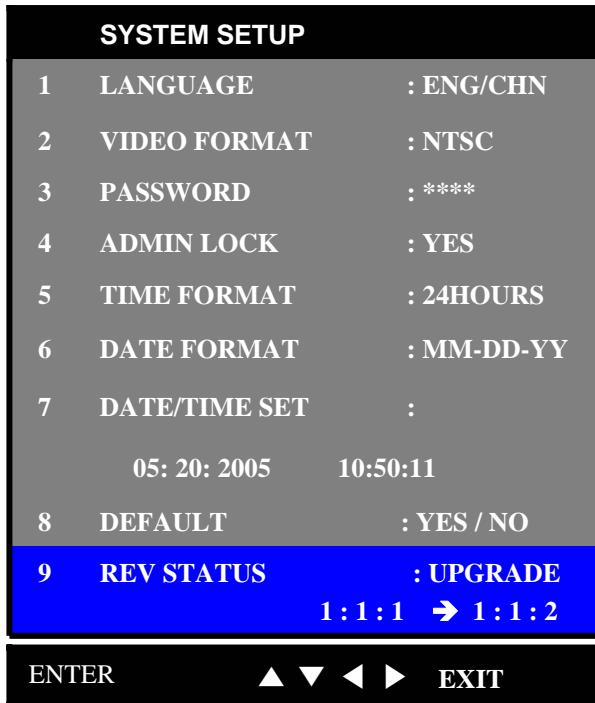 SYSTEM SETUP
1 LANGUAGE : ENG/CHN
2 VIDEO FORMAT : NTSC
3 PASSWORD : ****
4 ADMIN LOCK : YES
5 TIME FORMAT : 24HOURS
6 DATE FORMAT : MM-DD-YY
7 DATE/TIME SET :
05: 20: 2005 10:50:11
8 DEFAULT : YES / NO
9 REV STATUS : UPGRADE
1 : 1 : 1 ➔ 1 : 1 : 2
ENTER ▲ ▼ ◀ ▶ EXIT